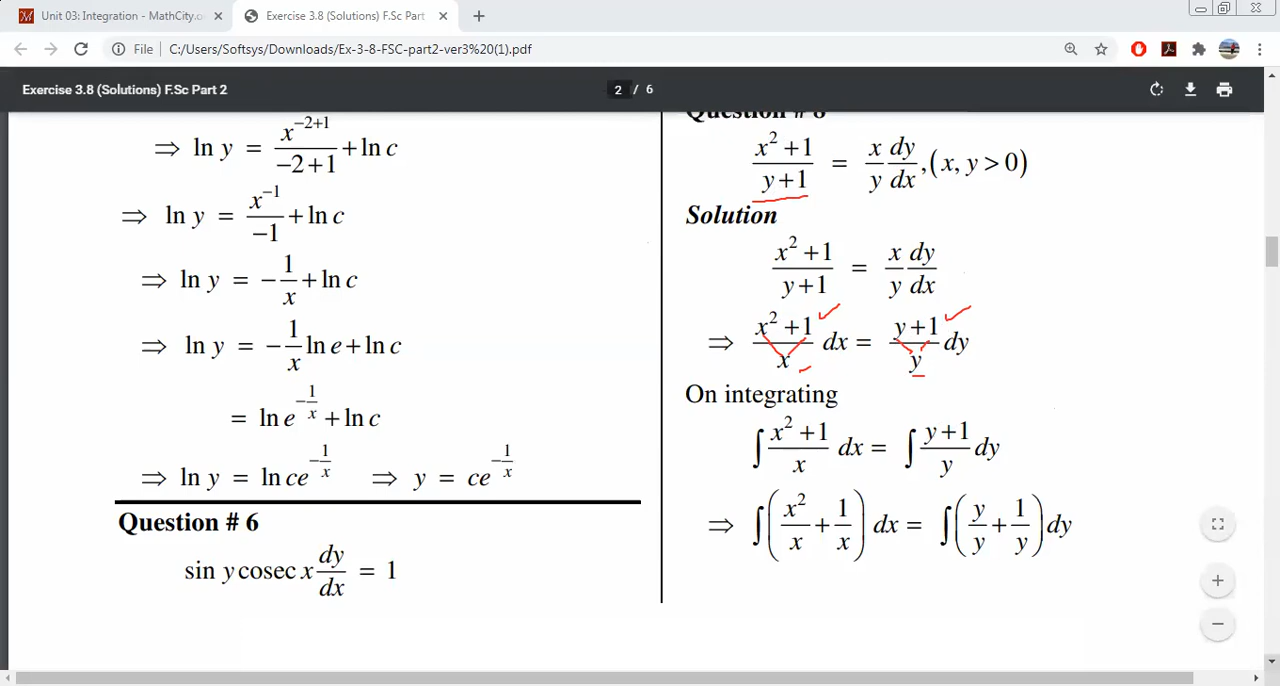 Unit 03: Integration - MathCity.o
Exercise 3.8 (Solutions) F.Sc Part
File
C:/Users/Softsys/Downloads/Ex-3-8-FSC-part2-ver3%20(1).pdf
Exercise 3.8 (Solutions) F.Sc Part 2
2 / 6
⇒ ln y = x^(-2+1)/(-2+1) + ln c
⇒ ln y = x^(-1)/(-1) + ln c
⇒ ln y = -1/x + ln c
⇒ ln y = -1/x ln e + ln c
= ln e^(-1/x) + ln c
⇒ ln y = ln ce^(-1/x) ⇒ y = ce^(-1/x)
Question # 6
sin y cosec x dy/dx = 1
Question # 8
(x² + 1)/(y + 1) = x/y dy/dx, (x, y > 0)
Solution
(x² + 1)/(y + 1) = x/y dy/dx
⇒ (x² + 1)/x dx = (y + 1)/y dy
On integrating
∫ (x² + 1)/x dx = ∫ (y + 1)/y dy
⇒ ∫ (x²/x + 1/x) dx = ∫ (y/y + 1/y) dy